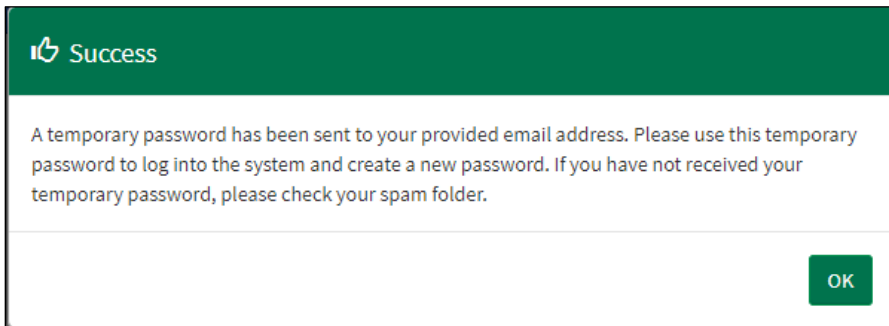 Success
A temporary password has been sent to your provided email address. Please use this temporary
password to log into the system and create a new password. If you have not received your
temporary password, please check your spam folder.
OK